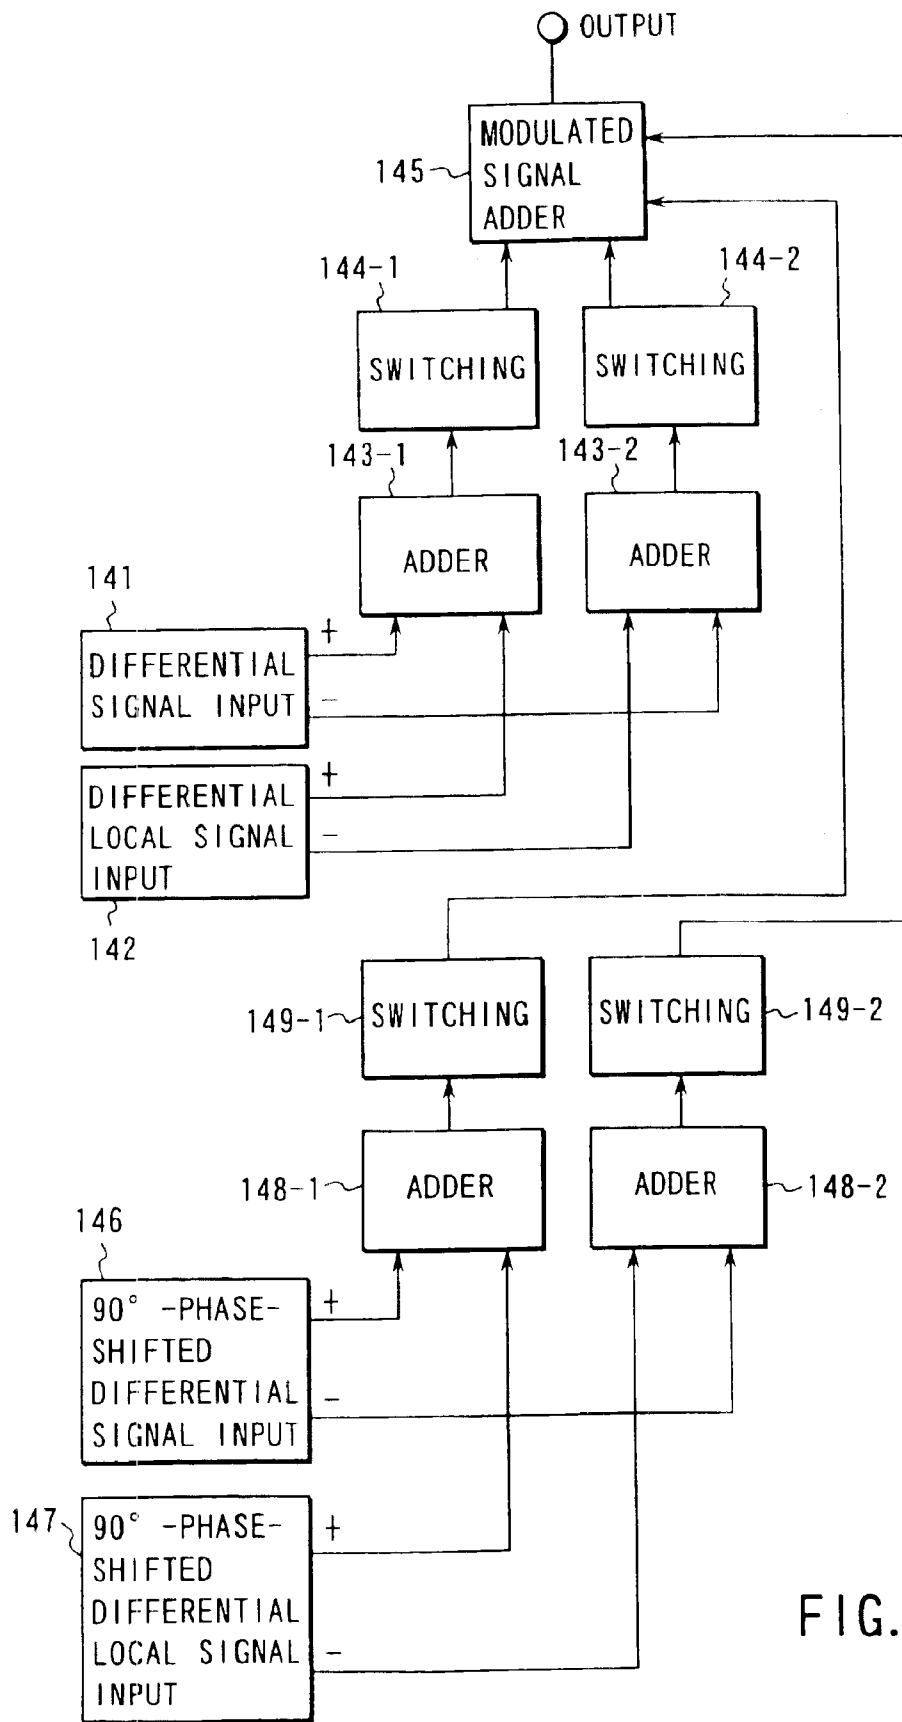 OUTPUT
MODULATED
SIGNAL
ADDER
145
144-1
144-2
SWITCHING
SWITCHING
143-1
143-2
ADDER
ADDER
141
+
DIFFERENTIAL
SIGNAL INPUT
-
+
DIFFERENTIAL
LOCAL SIGNAL
INPUT
-
142
149-1
SWITCHING
SWITCHING
149-2
148-1
ADDER
ADDER
148-2
146
90° -PHASE-
SHIFTED
DIFFERENTIAL
SIGNAL INPUT
+
-
147
90° -PHASE-
SHIFTED
DIFFERENTIAL
LOCAL SIGNAL
INPUT
+
-
FIG.